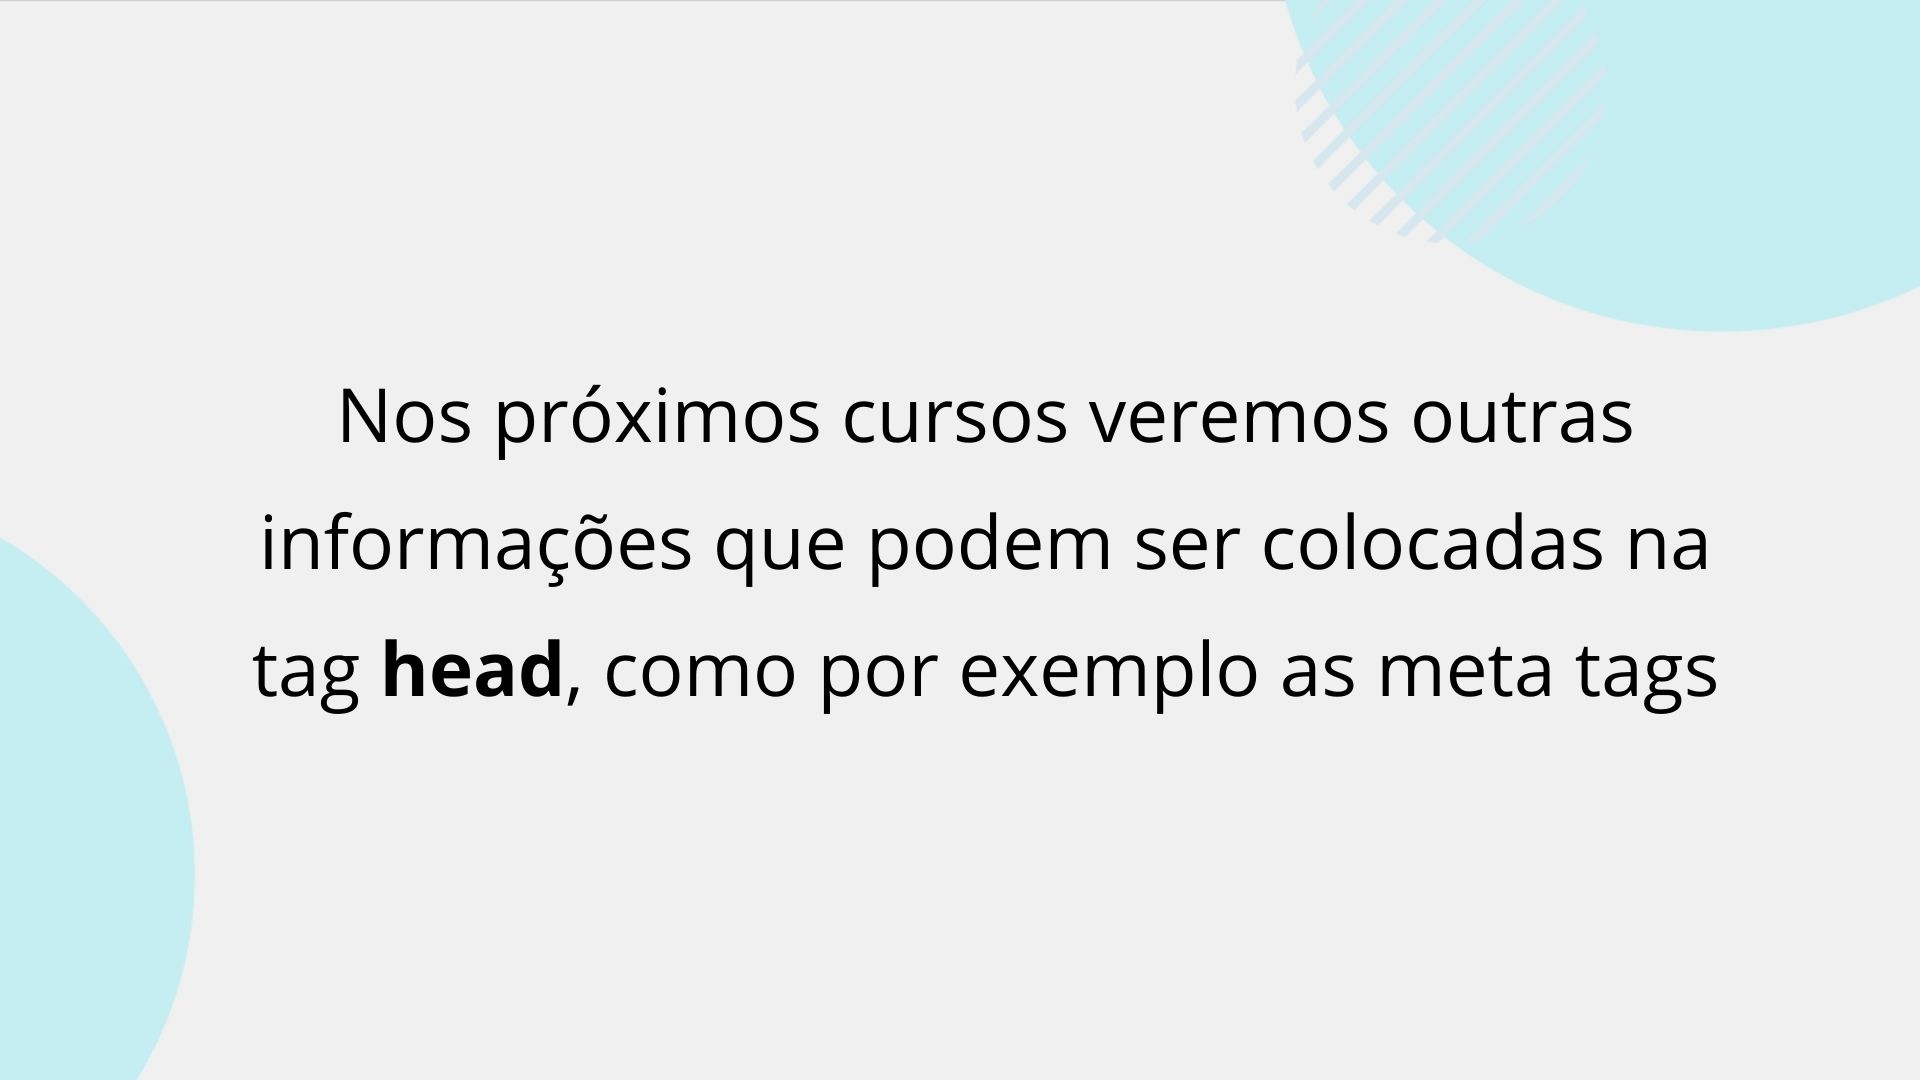 Nos próximos cursos veremos outras
informações que podem ser colocadas na
tag head, como por exemplo as meta tags